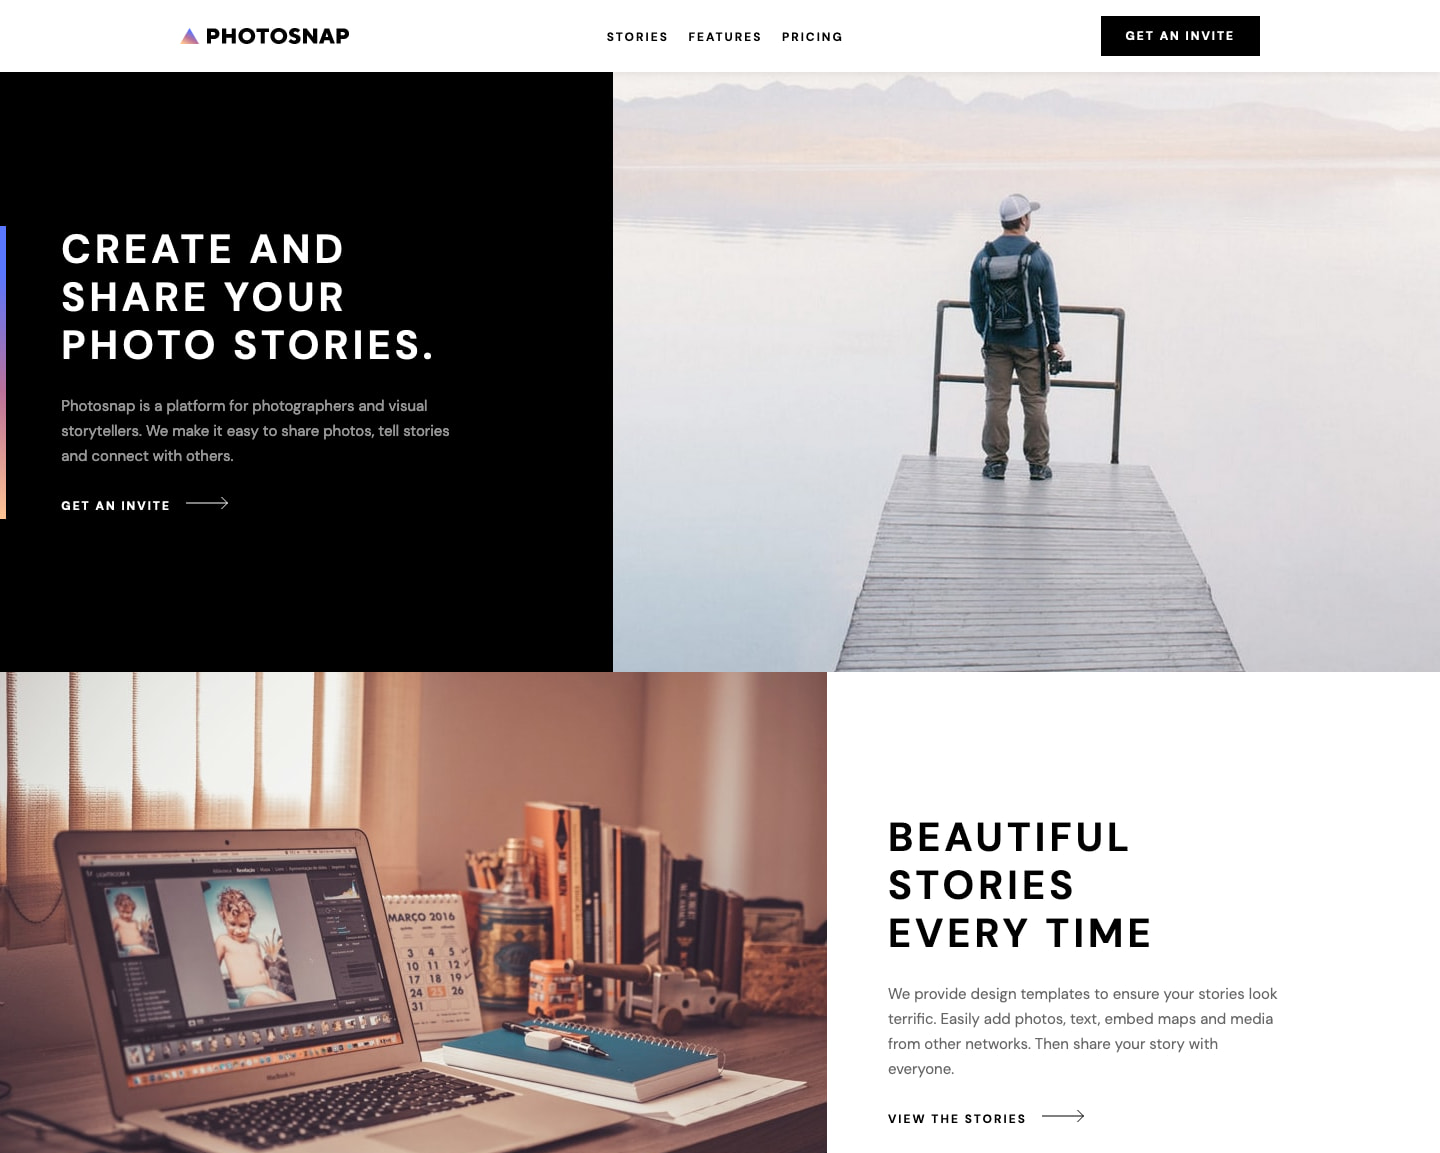 PHOTOSNAP
STORIES FEATURES PRICING
GET AN INVITE
CREATE AND
SHARE YOUR
PHOTO STORIES.
Photosnap is a platform for photographers and visual
storytellers. We make it easy to share photos, tell stories
and connect with others.
GET AN INVITE
MARÇO 2016
3 4 5
10 11 12
17 18 19
24 25 26
31
MacBook Air
BEAUTIFUL
STORIES
EVERY TIME
We provide design templates to ensure your stories look
terrific. Easily add photos, text, embed maps and media
from other networks. Then share your story with
everyone.
VIEW THE STORIES